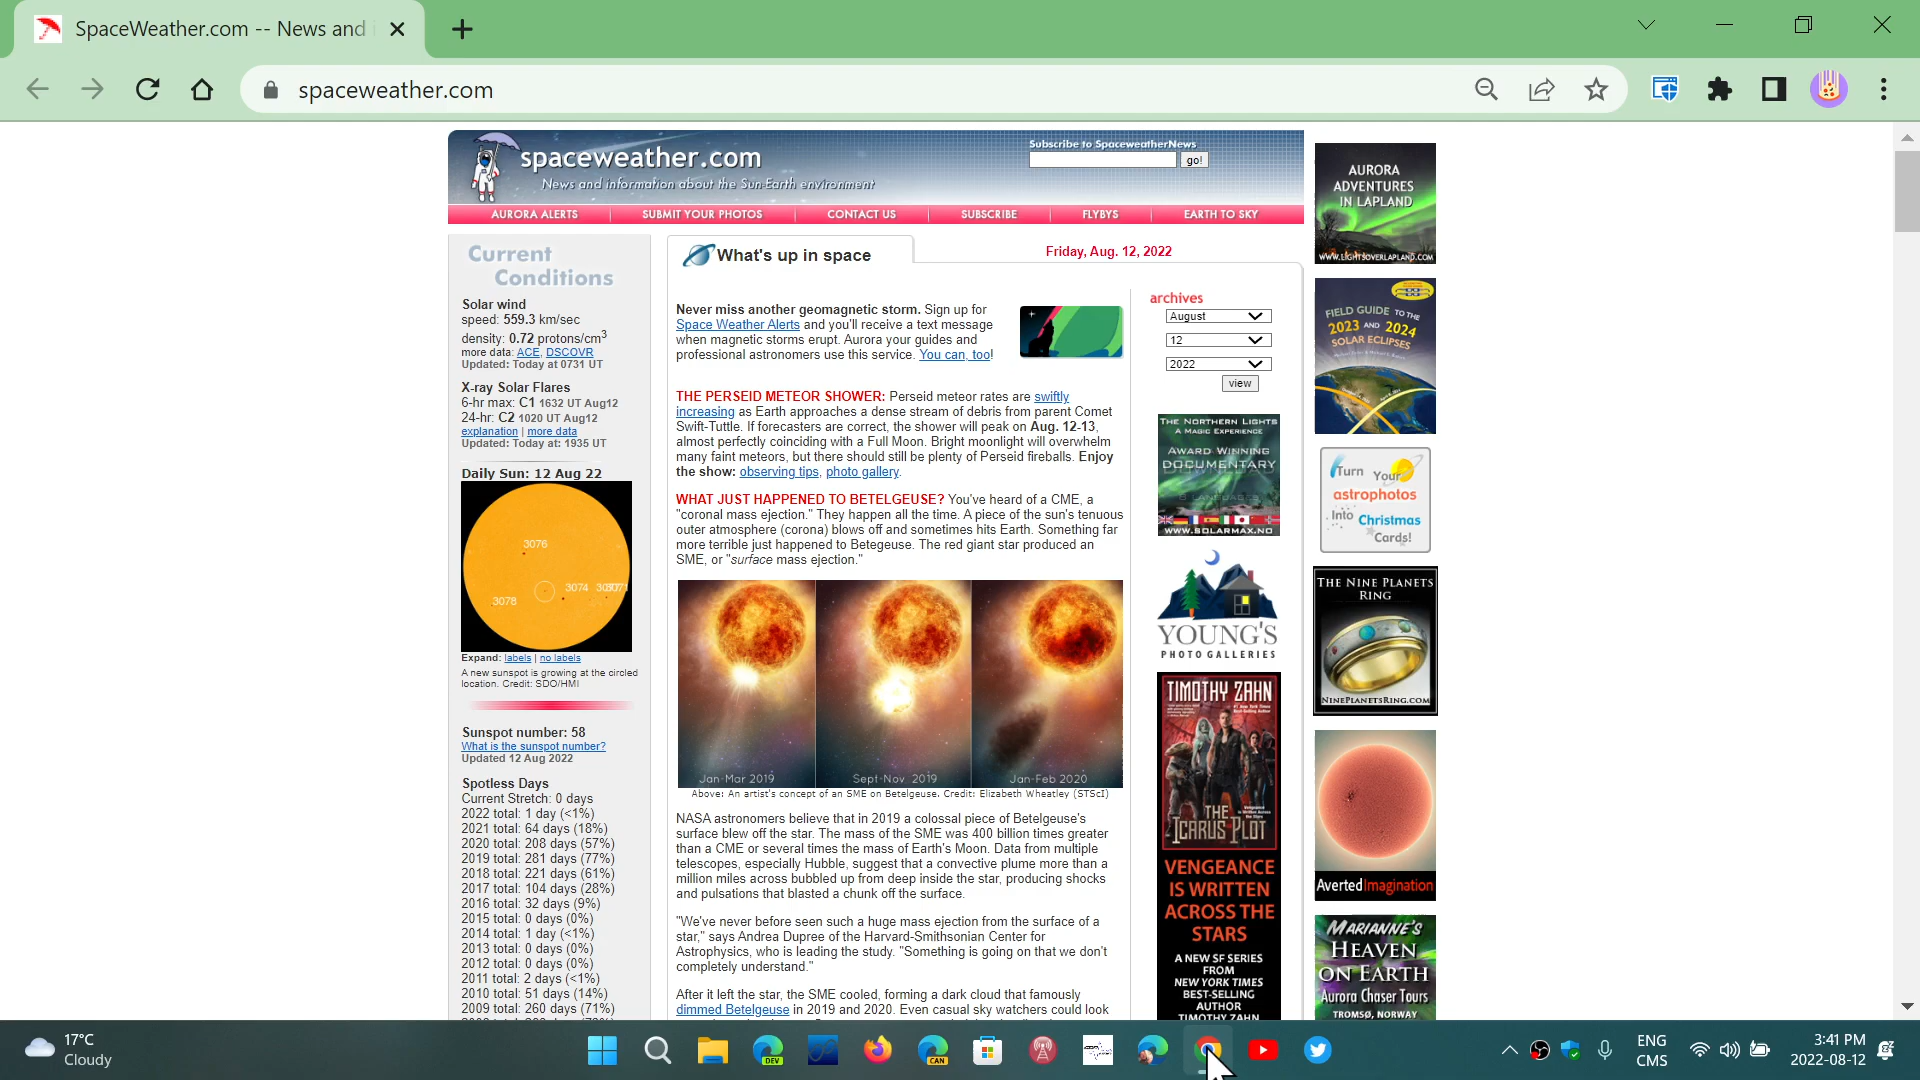 SpaceWeather.com -- News and
spaceweather.com
spaceweather.com
News and information about the Sun-Earth environment
Subscribe to SpaceweatherNews
go!
AURORA ALERTS
SUBMIT YOUR PHOTOS
CONTACT US
SUBSCRIBE
FLYBYS
EARTH TO SKY
Current
Conditions
Solar wind
speed: 559.3 km/sec
density: 0.72 protons/cm3
more data: ACE, DSCOVR
Updated: Today at 0731 UT
X-ray Solar Flares
6-hr max: C1 1632 UT Aug12
24-hr: C2 1020 UT Aug12
explanation | more data
Updated: Today at: 1935 UT
Daily Sun: 12 Aug 22
3076
3074
3078
Expand: labels | no labels
A new sunspot is growing at the circled
location. Credit: SDO/HMI
Sunspot number: 58
What is the sunspot number?
Updated 12 Aug 2022
Spotless Days
Current Stretch: 0 days
2022 total: 1 day (<1%)
2021 total: 64 days (18%)
2020 total: 208 days (57%)
2019 total: 281 days (77%)
2018 total: 221 days (61%)
2017 total: 104 days (28%)
2016 total: 32 days (9%)
2015 total: 0 days (0%)
2014 total: 1 day (<1%)
2013 total: 0 days (0%)
2012 total: 0 days (0%)
2011 total: 2 days (<1%)
2010 total: 51 days (14%)
2009 total: 260 days (71%)
What's up in space
Friday, Aug. 12, 2022
Never miss another geomagnetic storm. Sign up for
Space Weather Alerts and you'll receive a text message
when magnetic storms erupt. Aurora your guides and
professional astronomers use this service. You can, too!
THE PERSEID METEOR SHOWER: Perseid meteor rates are swiftly
increasing as Earth approaches a dense stream of debris from parent Comet
Swift-Tuttle. If forecasters are correct, the shower will peak on Aug. 12-13,
almost perfectly coinciding with a Full Moon. Bright moonlight will overwhelm
many faint meteors, but there should still be plenty of Perseid fireballs. Enjoy
the show: observing tips, photo gallery.
WHAT JUST HAPPENED TO BETELGEUSE? You've heard of a CME, a
"coronal mass ejection." They happen all the time. A piece of the sun's tenuous
outer atmosphere (corona) blows off and sometimes hits Earth. Something far
more terrible just happened to Betegeuse. The red giant star produced an
SME, or "surface mass ejection."
Jan-Mar 2019
Sept-Nov 2019
Jan-Feb 2020
Above: An artist's concept of an SME on Betelgeuse. Credit: Elizabeth Wheatley (STScI)
NASA astronomers believe that in 2019 a colossal piece of Betelgeuse's
surface blew off the star. The mass of the SME was 400 billion times greater
than a CME or several times the mass of Earth's Moon. Data from multiple
telescopes, especially Hubble, suggest that a convective plume more than a
million miles across bubbled up from deep inside the star, producing shocks
and pulsations that blasted a chunk off the surface.
"We've never before seen such a huge mass ejection from the surface of a
star," says Andrea Dupree of the Harvard-Smithsonian Center for
Astrophysics, who is leading the study. "Something is going on that we don't
completely understand."
After it left the star, the SME cooled, forming a dark cloud that famously
dimmed Betelgeuse in 2019 and 2020. Even casual sky watchers could look
archives
August
12
2022
view
THE NORTHERN LIGHTS
A MAGIC EXPERIENCE
AWARD WINNING
DOCUMENTARY
WWW.SOLARMAX.NO
YOUNG'S
PHOTO GALLERIES
TIMOTHY ZAHN
THE
ICARUS PLOT
VENGEANCE
IS WRITTEN
ACROSS THE
STARS
A NEW SF SERIES
FROM
NEW YORK TIMES
BEST-SELLING
AUTHOR
TIMOTHY ZAHN
AURORA
ADVENTURES
IN LAPLAND
WWW.LIGHTSOVERLAPLAND.COM
FIELD GUIDE TO THE
2023 AND 2024
SOLAR ECLIPSES
Turn Your
astrophotos
Into Christmas
Cards!
THE NINE PLANETS
RING
NINEPLANETSRING.COM
AvertedImagination
MARIANNE'S
HEAVEN
ON EARTH
Aurora Chaser Tours
TROMSØ, NORWAY
17°C
Cloudy
DEV
CAN
ENG
CMS
3:41 PM
2022-08-12